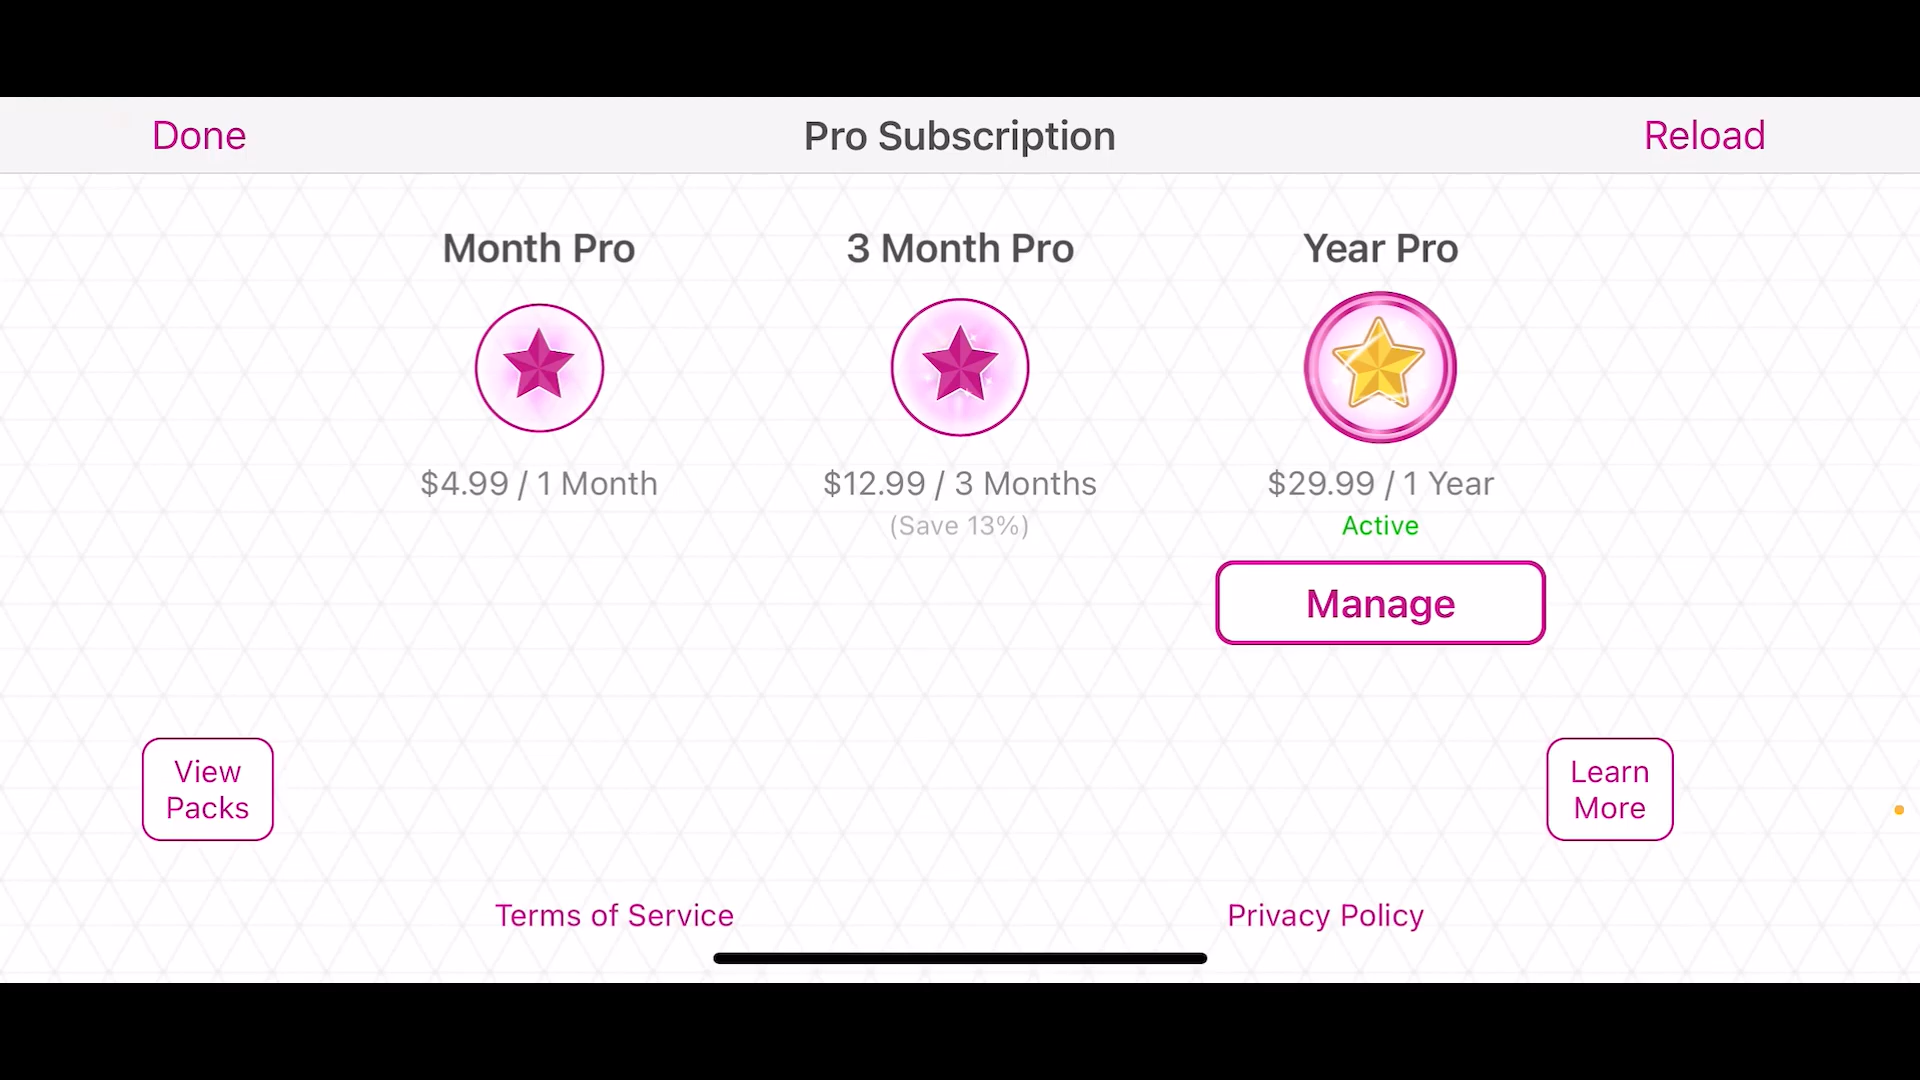 Done
Pro Subscription
Reload
Month Pro
3 Month Pro
Year Pro
$4.99 / 1 Month
$12.99 / 3 Months
$29.99 / 1 Year
(Save 13%)
Active
Manage
View
Packs
Learn
More
Terms of Service
Privacy Policy